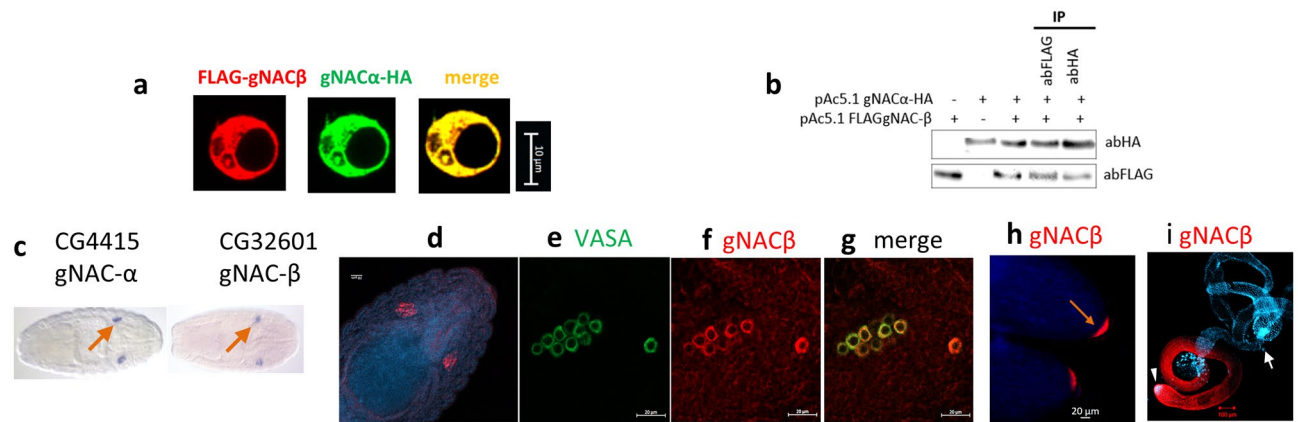 a
FLAG-gNACβ gNACα-HA merge
10 µm
b
IP
abFLAG
abHA
pAc5.1 gNACα-HA - + + + +
pAc5.1 FLAGgNAC-β + - + + +
abHA
abFLAG
c CG4415 CG32601
gNAC-α gNAC-β
d
e VASA
20 µm
f gNACβ
20 µm
g merge
20 µm
h gNACβ
20 µm
i gNACβ
100 µm